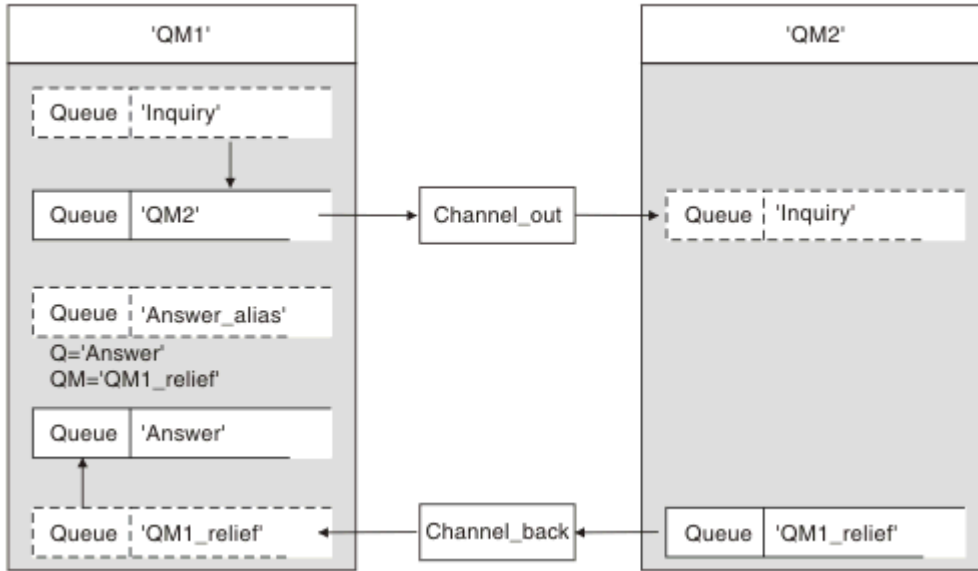 'QM1'
Queue 'Inquiry'
Queue 'QM2'
Queue 'Answer_alias'
Q='Answer'
QM='QM1_relief'
Queue 'Answer'
Queue 'QM1_relief'
Channel_out
Channel_back
'QM2'
Queue 'Inquiry'
Queue 'QM1_relief'